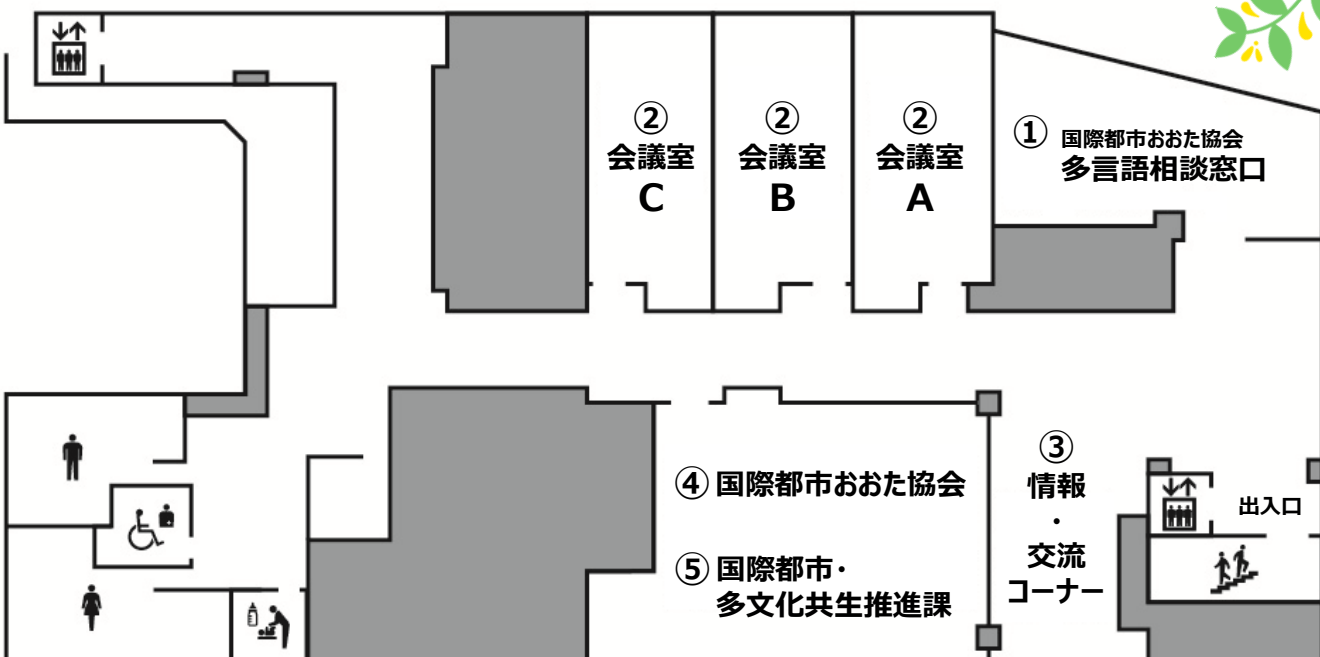 ②
会議室
C
②
会議室
B
②
会議室
A
① 国際都市おおた協会
多言語相談窓口
③
情報
・
交流
コーナー
④ 国際都市おおた協会
⑤ 国際都市・
多文化共生推進課
出入口